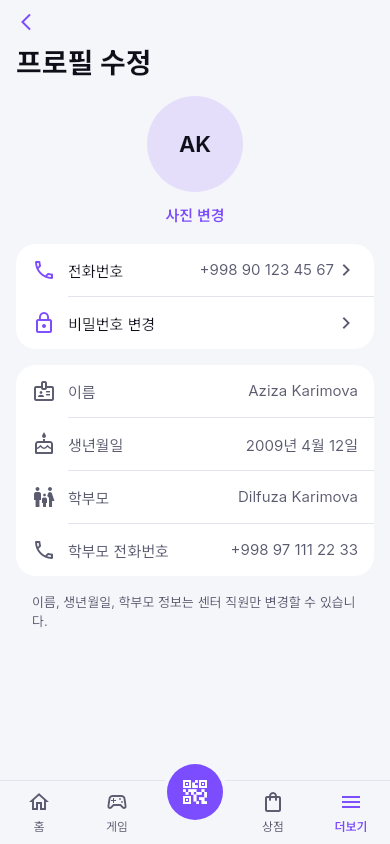 프로필 수정
AK
사진 변경
전화번호 +998 90 123 45 67
비밀번호 변경
이름 Aziza Karimova
생년월일 2009년 4월 12일
학부모 Dilfuza Karimova
학부모 전화번호 +998 97 111 22 33
이름, 생년월일, 학부모 정보는 센터 직원만 변경할 수 있습니
다.
홈 게임 상점 더보기